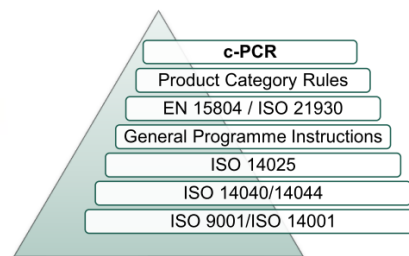 c-PCR
Product Category Rules
EN 15804 / ISO 21930
General Programme Instructions
ISO 14025
ISO 14040/14044
ISO 9001/ISO 14001